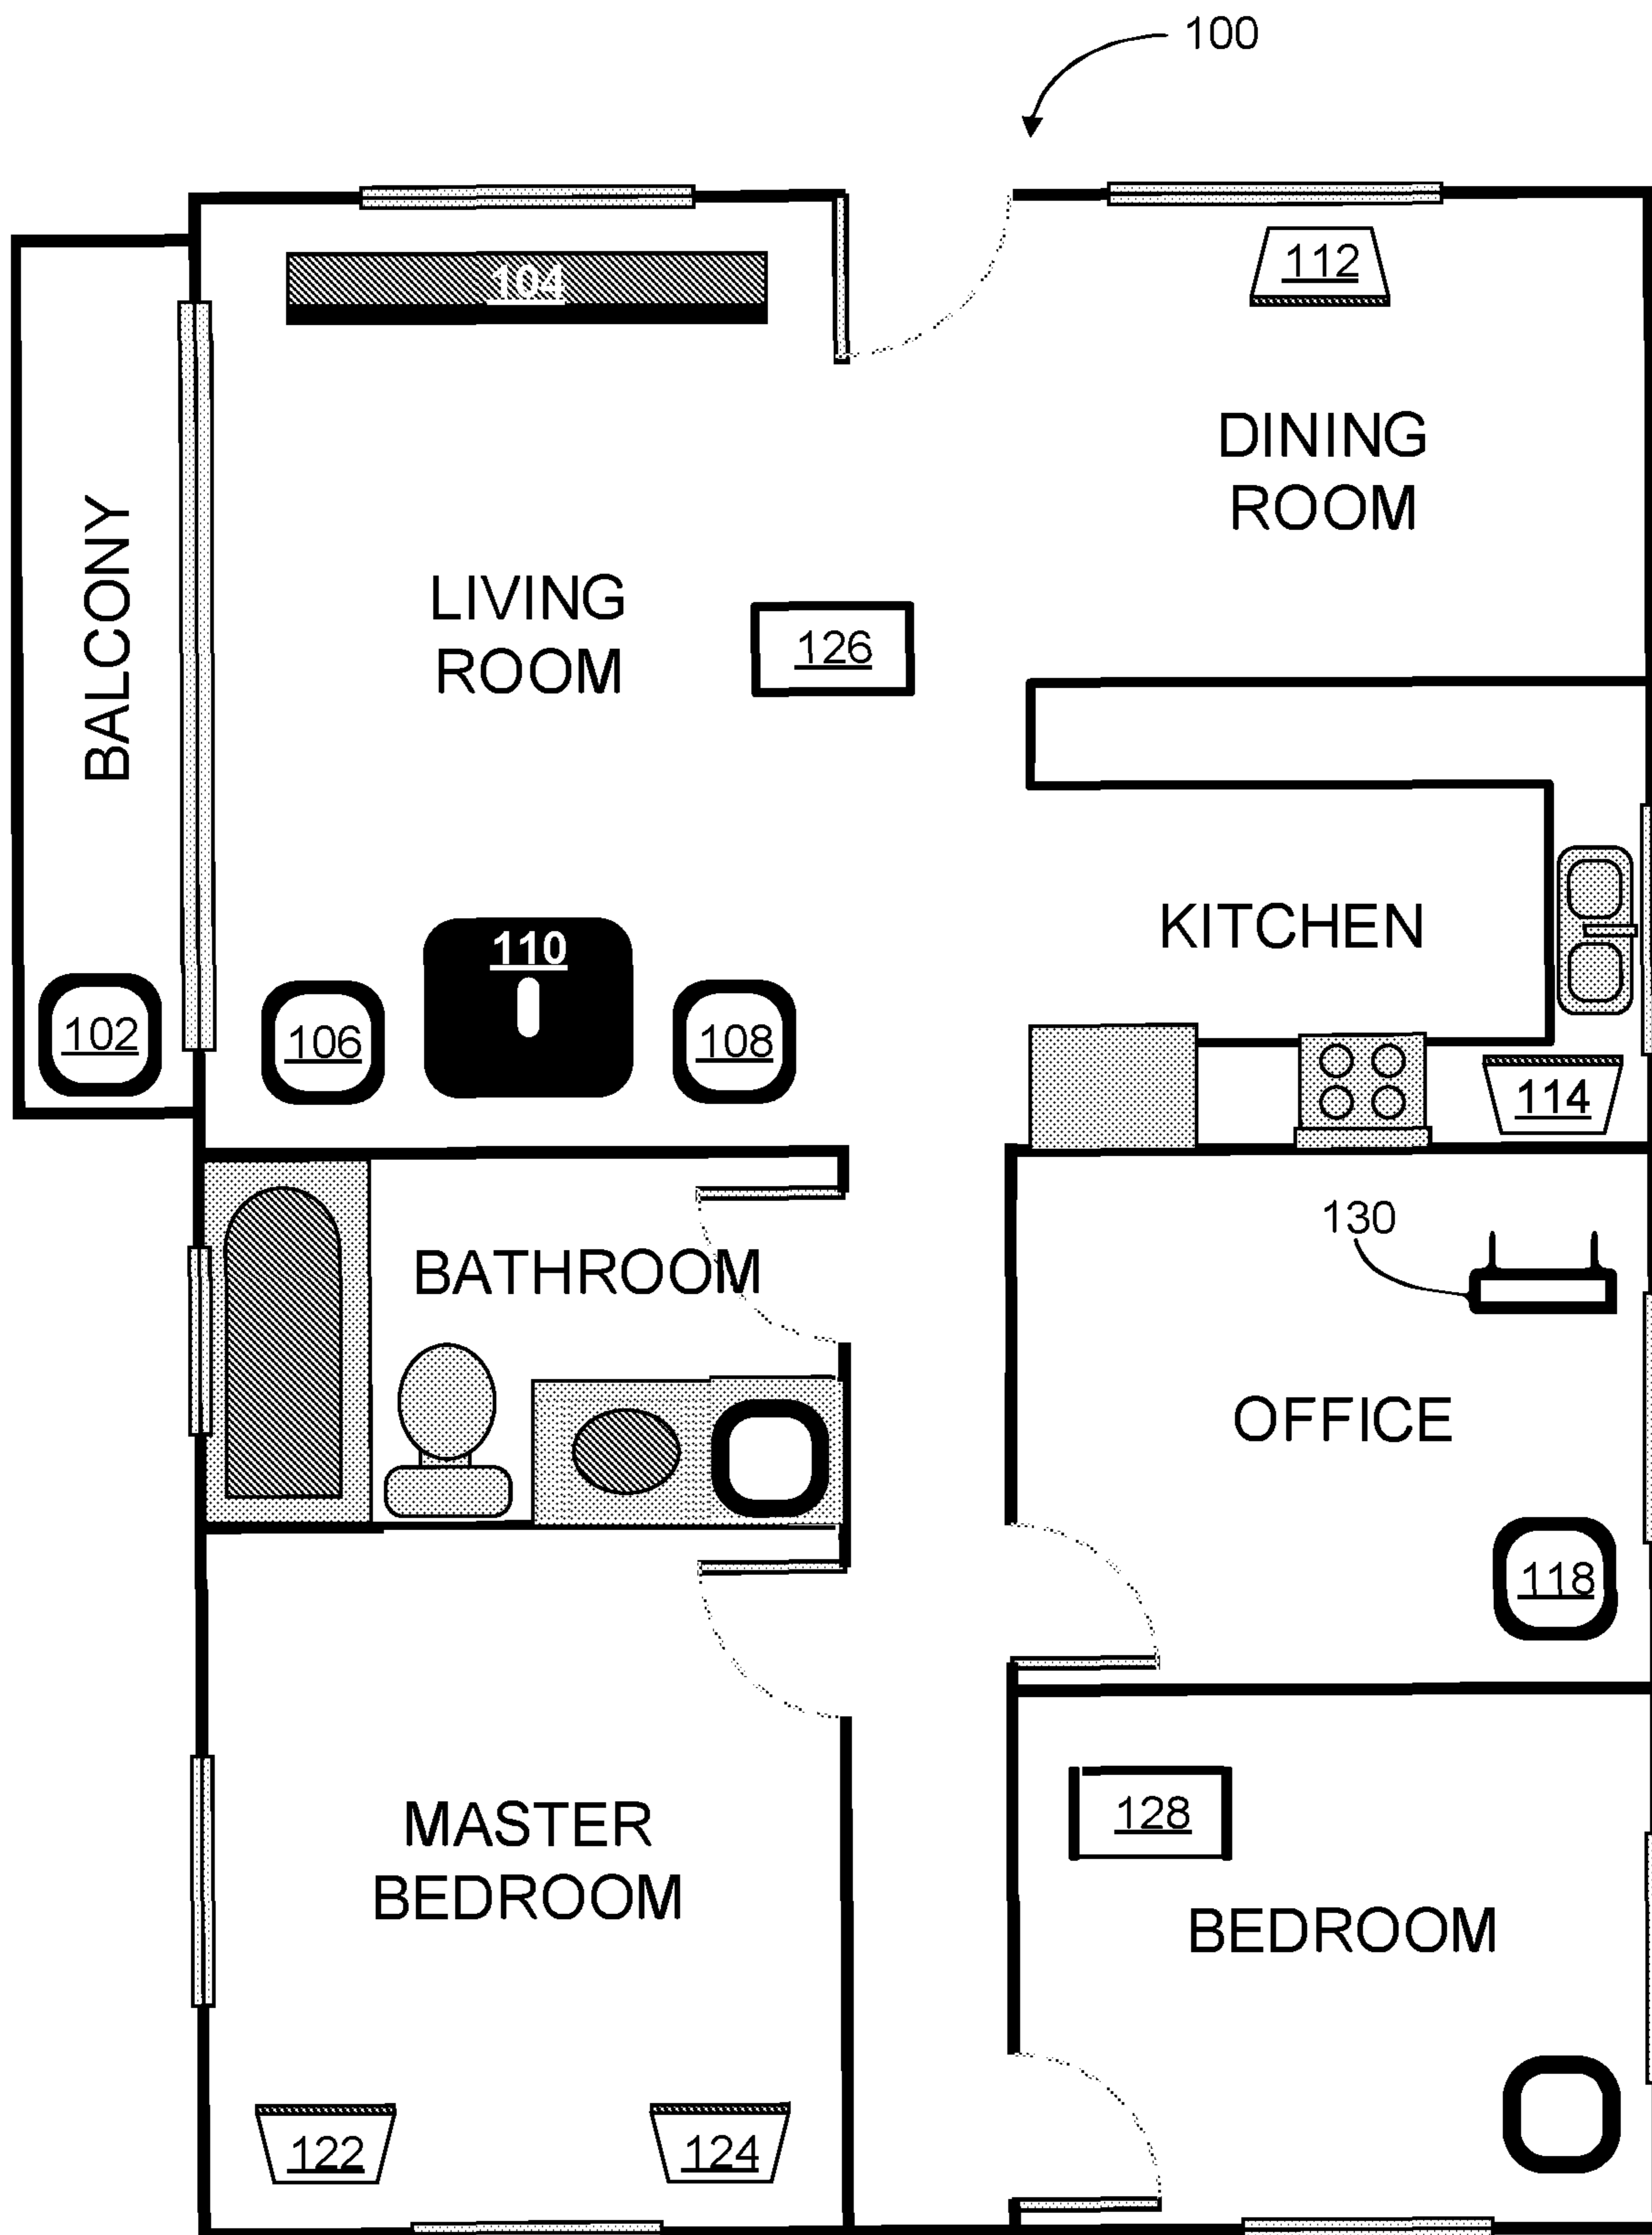 100
104
112
DINING
ROOM
BALCONY
LIVING
ROOM
126
KITCHEN
110
102
106
108
114
130
BATHROOM
OFFICE
118
128
MASTER
BEDROOM
BEDROOM
122
124